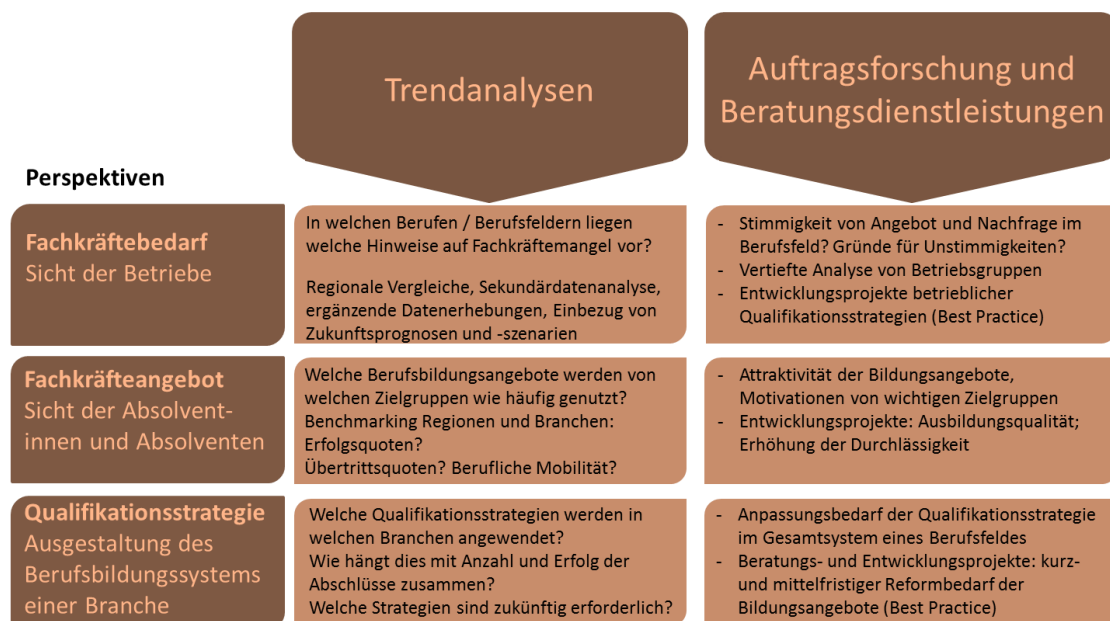 Trendanalysen
Auftragsforschung und
Beratungsdienstleistungen
Perspektiven
Fachkräftebedarf
Sicht der Betriebe
In welchen Berufen / Berufsfeldern liegen
welche Hinweise auf Fachkräftemangel vor?
Regionale Vergleiche, Sekundärdatenanalyse,
ergänzende Datenerhebungen, Einbezug von
Zukunftsprognosen und -szenarien
- Stimmigkeit von Angebot und Nachfrage im
Berufsfeld? Gründe für Unstimmigkeiten?
- Vertiefte Analyse von Betriebsgruppen
- Entwicklungsprojekte betrieblicher
Qualifikationsstrategien (Best Practice)
Fachkräfteangebot
Sicht der Absolvent-
innen und Absolventen
Welche Berufsbildungsangebote werden von
welchen Zielgruppen wie häufig genutzt?
Benchmarking Regionen und Branchen:
Erfolgsquoten?
Übertrittsquoten? Berufliche Mobilität?
- Attraktivität der Bildungsangebote,
Motivationen von wichtigen Zielgruppen
- Entwicklungsprojekte: Ausbildungsqualität;
Erhöhung der Durchlässigkeit
Qualifikationsstrategie
Ausgestaltung des
Berufsbildungssystems
einer Branche
Welche Qualifikationsstrategien werden in
welchen Branchen angewendet?
Wie hängt dies mit Anzahl und Erfolg der
Abschlüsse zusammen?
Welche Strategien sind zukünftig erforderlich?
- Anpassungsbedarf der Qualifikationsstrategie
im Gesamtsystem eines Berufsfeldes
- Beratungs- und Entwicklungsprojekte: kurz-
und mittelfristiger Reformbedarf der
Bildungsangebote (Best Practice)